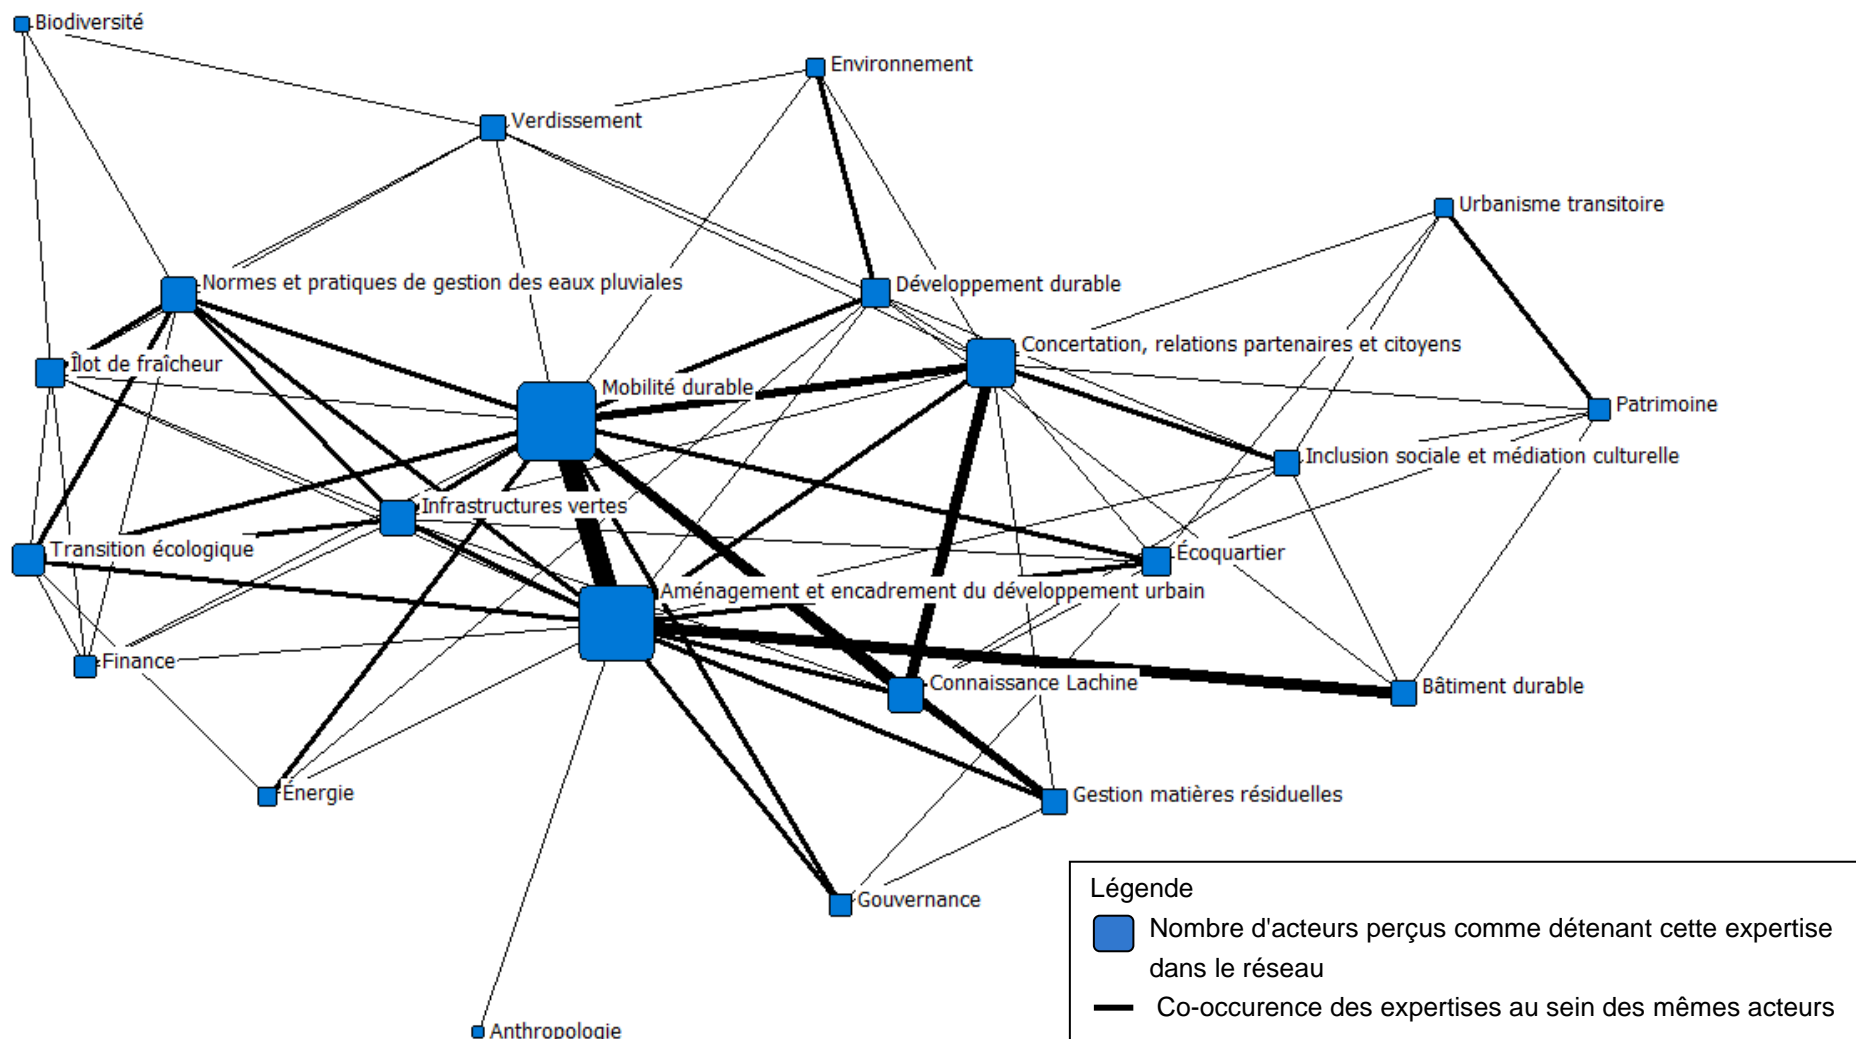 Biodiversité
Environnement
Verdissement
Urbanisme transitoire
Normes et pratiques de gestion des eaux pluviales
Développement durable
Concertation, relations partenaires et citoyens
Îlot de fraîcheur
Mobilité durable
Patrimoine
Inclusion sociale et médiation culturelle
Infrastructures vertes
Transition écologique
Écoquartier
Aménagement et encadrement du développement urbain
Finance
Connaissance Lachine
Bâtiment durable
Énergie
Gestion matières résiduelles
Gouvernance
Anthropologie
Légende
Nombre d'acteurs perçus comme détenant cette expertise
dans le réseau
Co-occurence des expertises au sein des mêmes acteurs